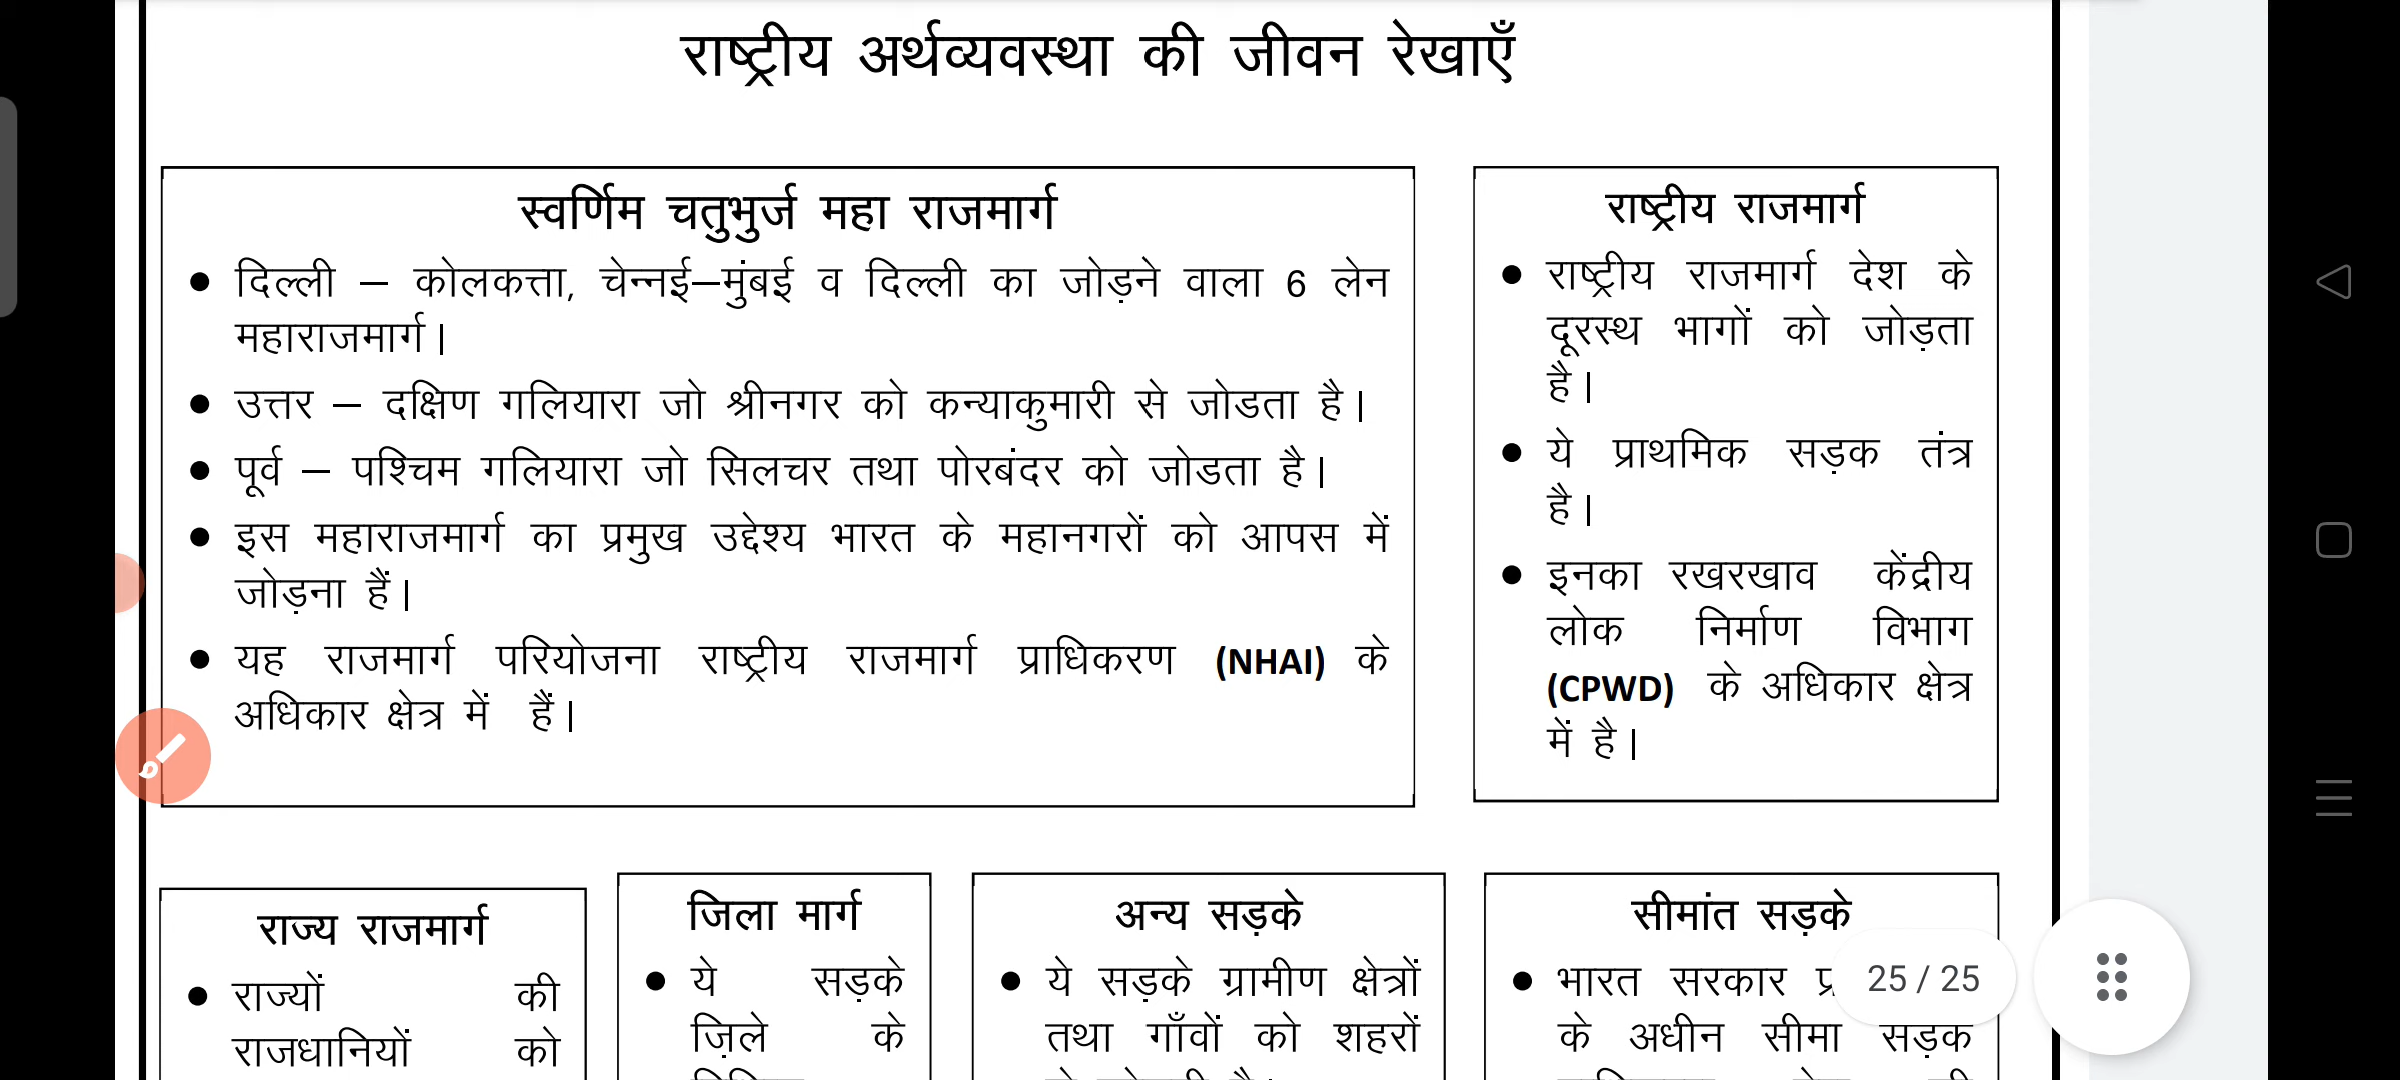 राष्ट्रीय अर्थव्यवस्था की जीवन रेखाएँ
स्वर्णिम चतुभुर्ज महा राजमार्ग
● दिल्ली – कोलकत्ता, चेन्नई–मुंबई व दिल्ली का जोड़ने वाला 6 लेन
महाराजमार्ग।
● उत्तर – दक्षिण गलियारा जो श्रीनगर को कन्याकुमारी से जोडता है।
● पूर्व – पश्चिम गलियारा जो सिलचर तथा पोरबंदर को जोडता है।
● इस महाराजमार्ग का प्रमुख उद्देश्य भारत के महानगरों को आपस में
जोड़ना हैं।
● यह राजमार्ग परियोजना राष्ट्रीय राजमार्ग प्राधिकरण (NHAI) के
अधिकार क्षेत्र में हैं।
राष्ट्रीय राजमार्ग
● राष्ट्रीय राजमार्ग देश के
दूरस्थ भागों को जोड़ता
है।
● ये प्राथमिक सड़क तंत्र
है।
● इनका रखरखाव केंद्रीय
लोक निर्माण विभाग
(CPWD) के अधिकार क्षेत्र
में है।
राज्य राजमार्ग
● राज्यों की
राजधानियों को
जिला मार्ग
● ये सड़के
ज़िले के
अन्य सड़के
● ये सड़के ग्रामीण क्षेत्रों
तथा गाँवों को शहरों
सीमांत सड़के
● भारत सरकार
के अधीन सीमा सड़क
25 / 25